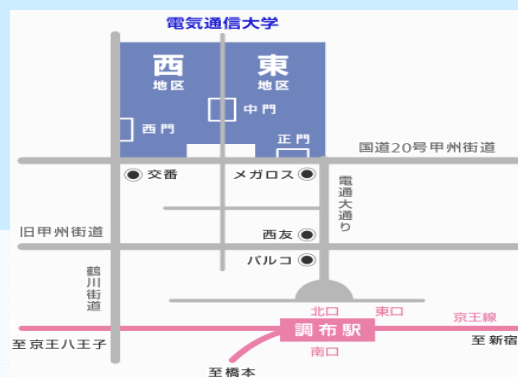 電気通信大学
西
地区
東
地区
中門
西門
正門
国道20号甲州街道
交番
メガロス
電通大通り
旧甲州街道
西友
パルコ
鶴川街道
北口
東口
京王線
調布駅
至京王八王子
至新宿
南口
至橋本